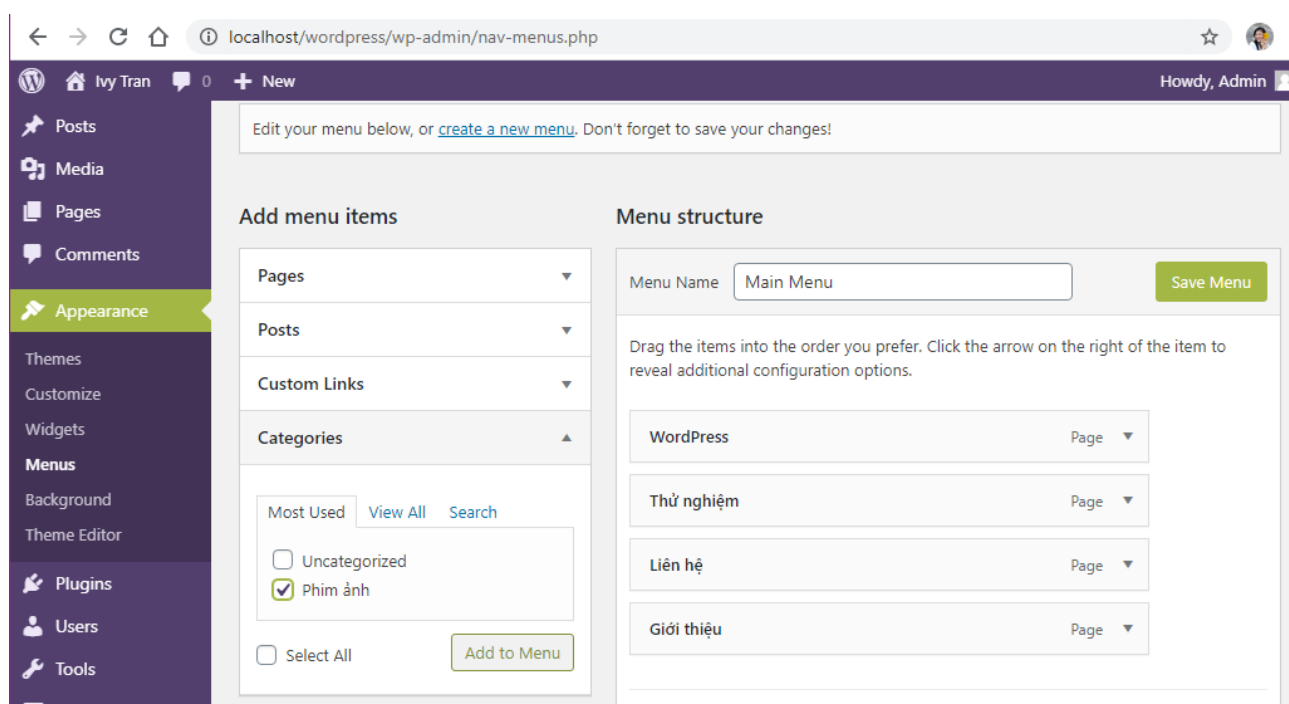 localhost/wordpress/wp-admin/nav-menus.php
Ivy Tran 0 New Howdy, Admin
Posts
Media
Pages
Comments
Appearance
Themes
Customize
Widgets
Menus
Background
Theme Editor
Plugins
Users
Tools
Edit your menu below, or create a new menu. Don't forget to save your changes!
Add menu items
Pages
Posts
Custom Links
Categories
Most Used View All Search
Uncategorized
Phim ảnh
Select All Add to Menu
Menu structure
Menu Name Main Menu Save Menu
Drag the items into the order you prefer. Click the arrow on the right of the item to
reveal additional configuration options.
WordPress Page
Thử nghiệm Page
Liên hệ Page
Giới thiệu Page